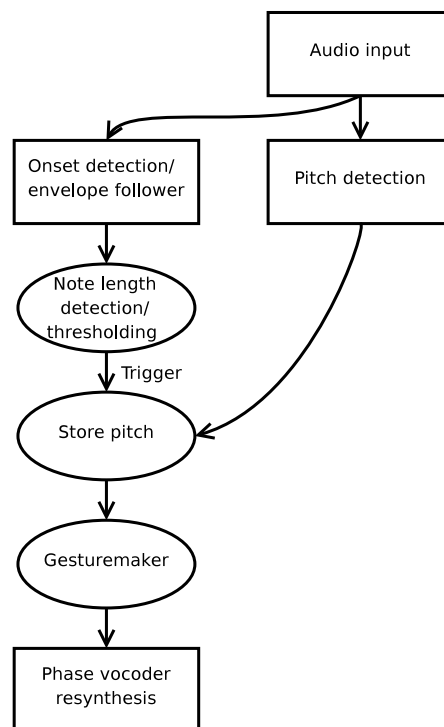 Audio input
Onset detection/
envelope follower
Pitch detection
Note length
detection/
thresholding
Trigger
Store pitch
Gesturemaker
Phase vocoder
resynthesis